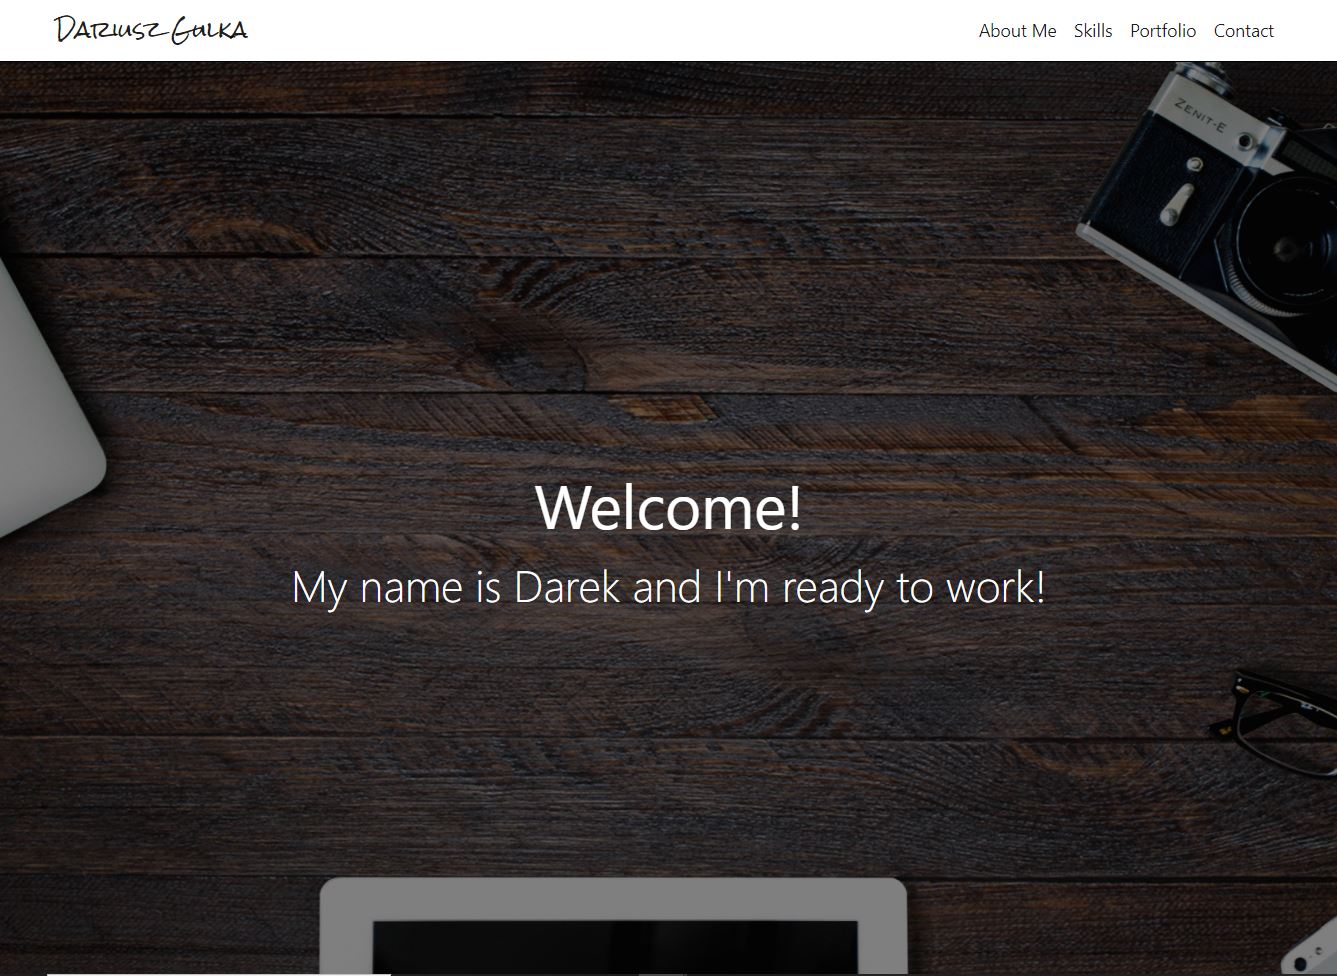 Dariusz Gulka
About Me Skills Portfolio Contact
ZENIT-E
Welcome!
My name is Darek and I'm ready to work!